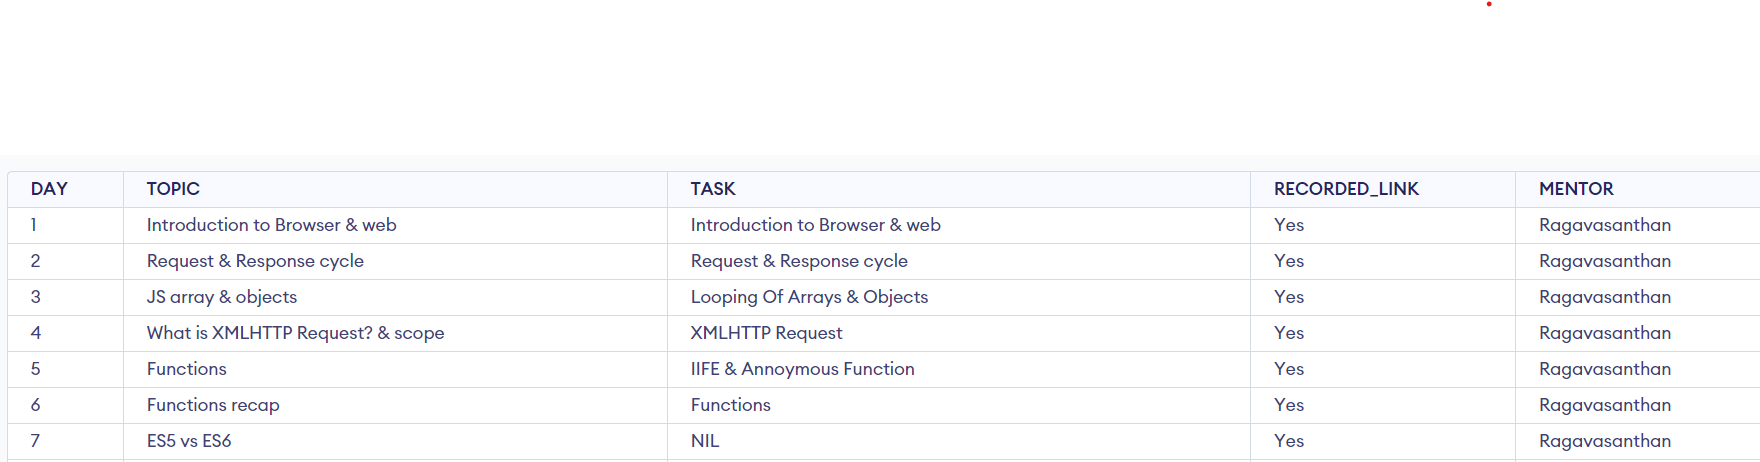 DAY TOPIC TASK RECORDED_LINK MENTOR
1 Introduction to Browser & web Introduction to Browser & web Yes Ragavasanthan
2 Request & Response cycle Request & Response cycle Yes Ragavasanthan
3 JS array & objects Looping Of Arrays & Objects Yes Ragavasanthan
4 What is XMLHTTP Request? & scope XMLHTTP Request Yes Ragavasanthan
5 Functions IIFE & Annoymous Function Yes Ragavasanthan
6 Functions recap Functions Yes Ragavasanthan
7 ES5 vs ES6 NIL Yes Ragavasanthan